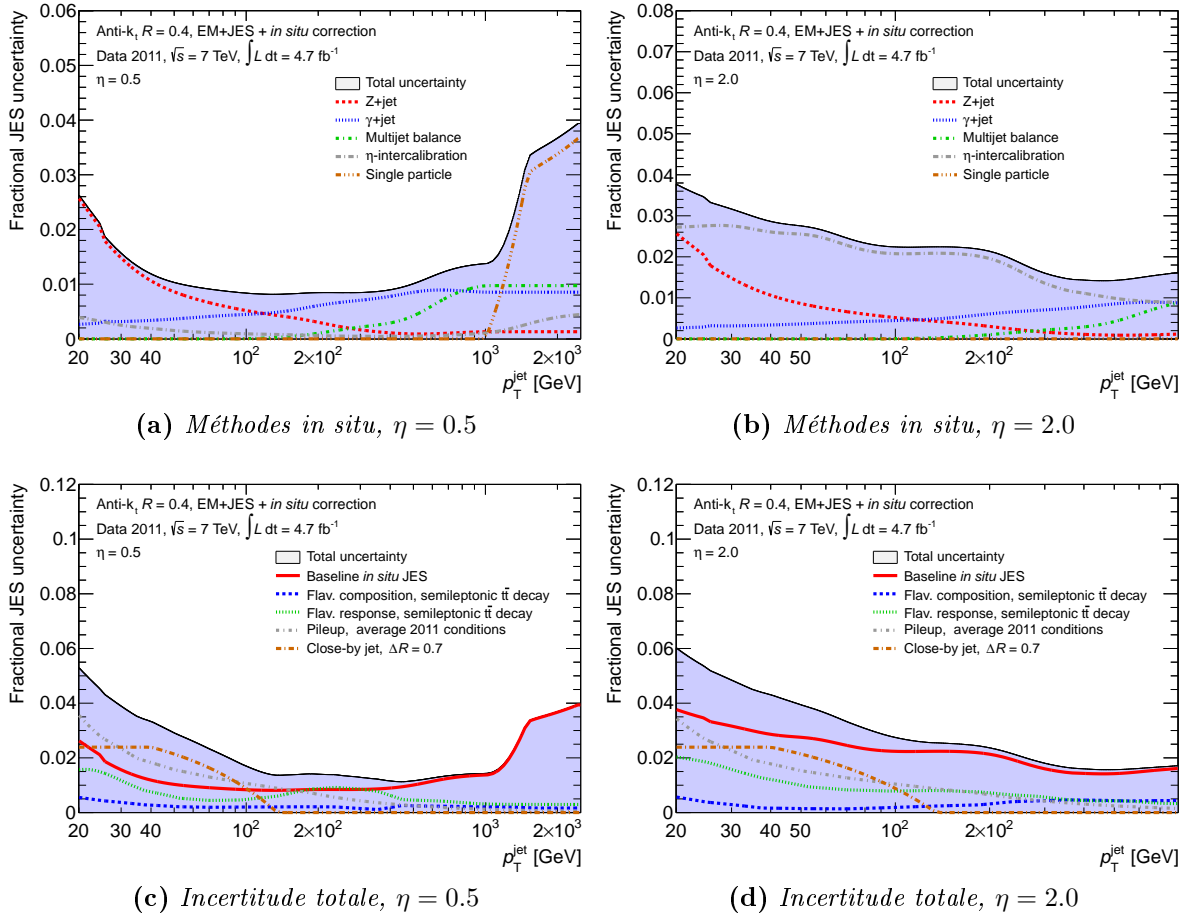 Fractional JES uncertainty
0.06
0.05
0.04
0.03
0.02
0.01
0
Anti-kt R = 0.4, EM+JES + in situ correction
Data 2011, √s = 7 TeV, ∫L dt = 4.7 fb⁻¹
η = 0.5
Total uncertainty
Z+jet
γ+jet
Multijet balance
η-intercalibration
Single particle
20 30 40 10² 2×10² 10³ 2×10³
p_T^jet [GeV]
(a) Méthodes in situ, η = 0.5
Fractional JES uncertainty
0.08
0.07
0.06
0.05
0.04
0.03
0.02
0.01
0
Anti-kt R = 0.4, EM+JES + in situ correction
Data 2011, √s = 7 TeV, ∫L dt = 4.7 fb⁻¹
η = 2.0
Total uncertainty
Z+jet
γ+jet
Multijet balance
η-intercalibration
Single particle
20 30 40 50 10² 2×10²
p_T^jet [GeV]
(b) Méthodes in situ, η = 2.0
Fractional JES uncertainty
0.12
0.1
0.08
0.06
0.04
0.02
0
Anti-kt R = 0.4, EM+JES + in situ correction
Data 2011, √s = 7 TeV, ∫L dt = 4.7 fb⁻¹
η = 0.5
Total uncertainty
Baseline in situ JES
Flav. composition, semileptonic tt̄ decay
Flav. response, semileptonic tt̄ decay
Pileup, average 2011 conditions
Close-by jet, ΔR = 0.7
20 30 40 10² 2×10² 10³ 2×10³
p_T^jet [GeV]
(c) Incertitude totale, η = 0.5
Fractional JES uncertainty
0.12
0.1
0.08
0.06
0.04
0.02
0
Anti-kt R = 0.4, EM+JES + in situ correction
Data 2011, √s = 7 TeV, ∫L dt = 4.7 fb⁻¹
η = 2.0
Total uncertainty
Baseline in situ JES
Flav. composition, semileptonic tt̄ decay
Flav. response, semileptonic tt̄ decay
Pileup, average 2011 conditions
Close-by jet, ΔR = 0.7
20 30 40 50 10² 2×10²
p_T^jet [GeV]
(d) Incertitude totale, η = 2.0